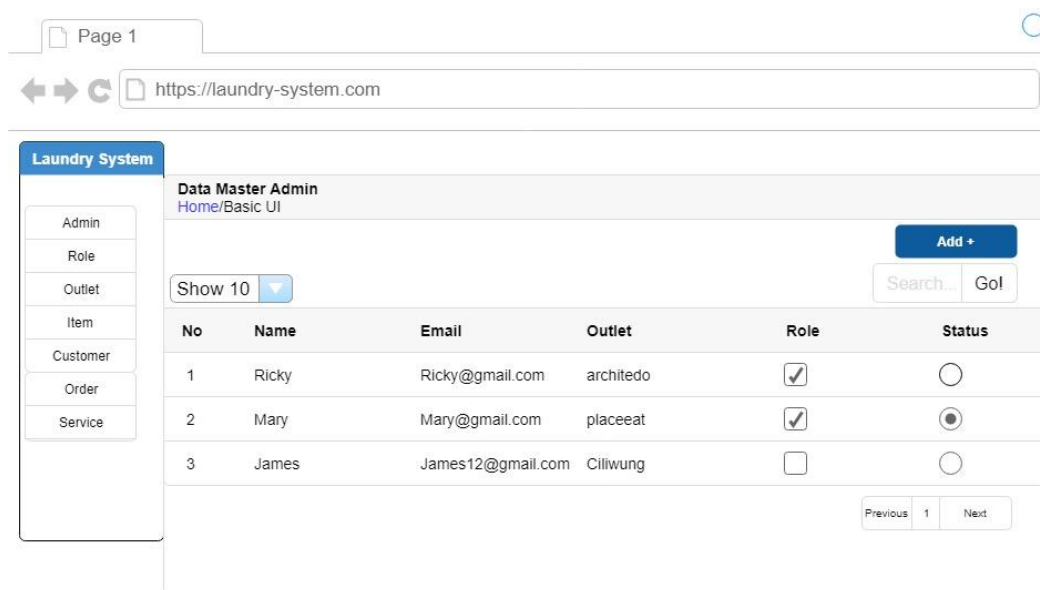 Page 1
https://laundry-system.com
Laundry System
Data Master Admin
Home/Basic UI
Admin
Role
Outlet
Item
Customer
Order
Service
Add +
Show 10
Search... Go!
No Name Email Outlet Role Status
1 Ricky Ricky@gmail.com architedo
2 Mary Mary@gmail.com placeeat
3 James James12@gmail.com Ciliwung
Previous 1 Next